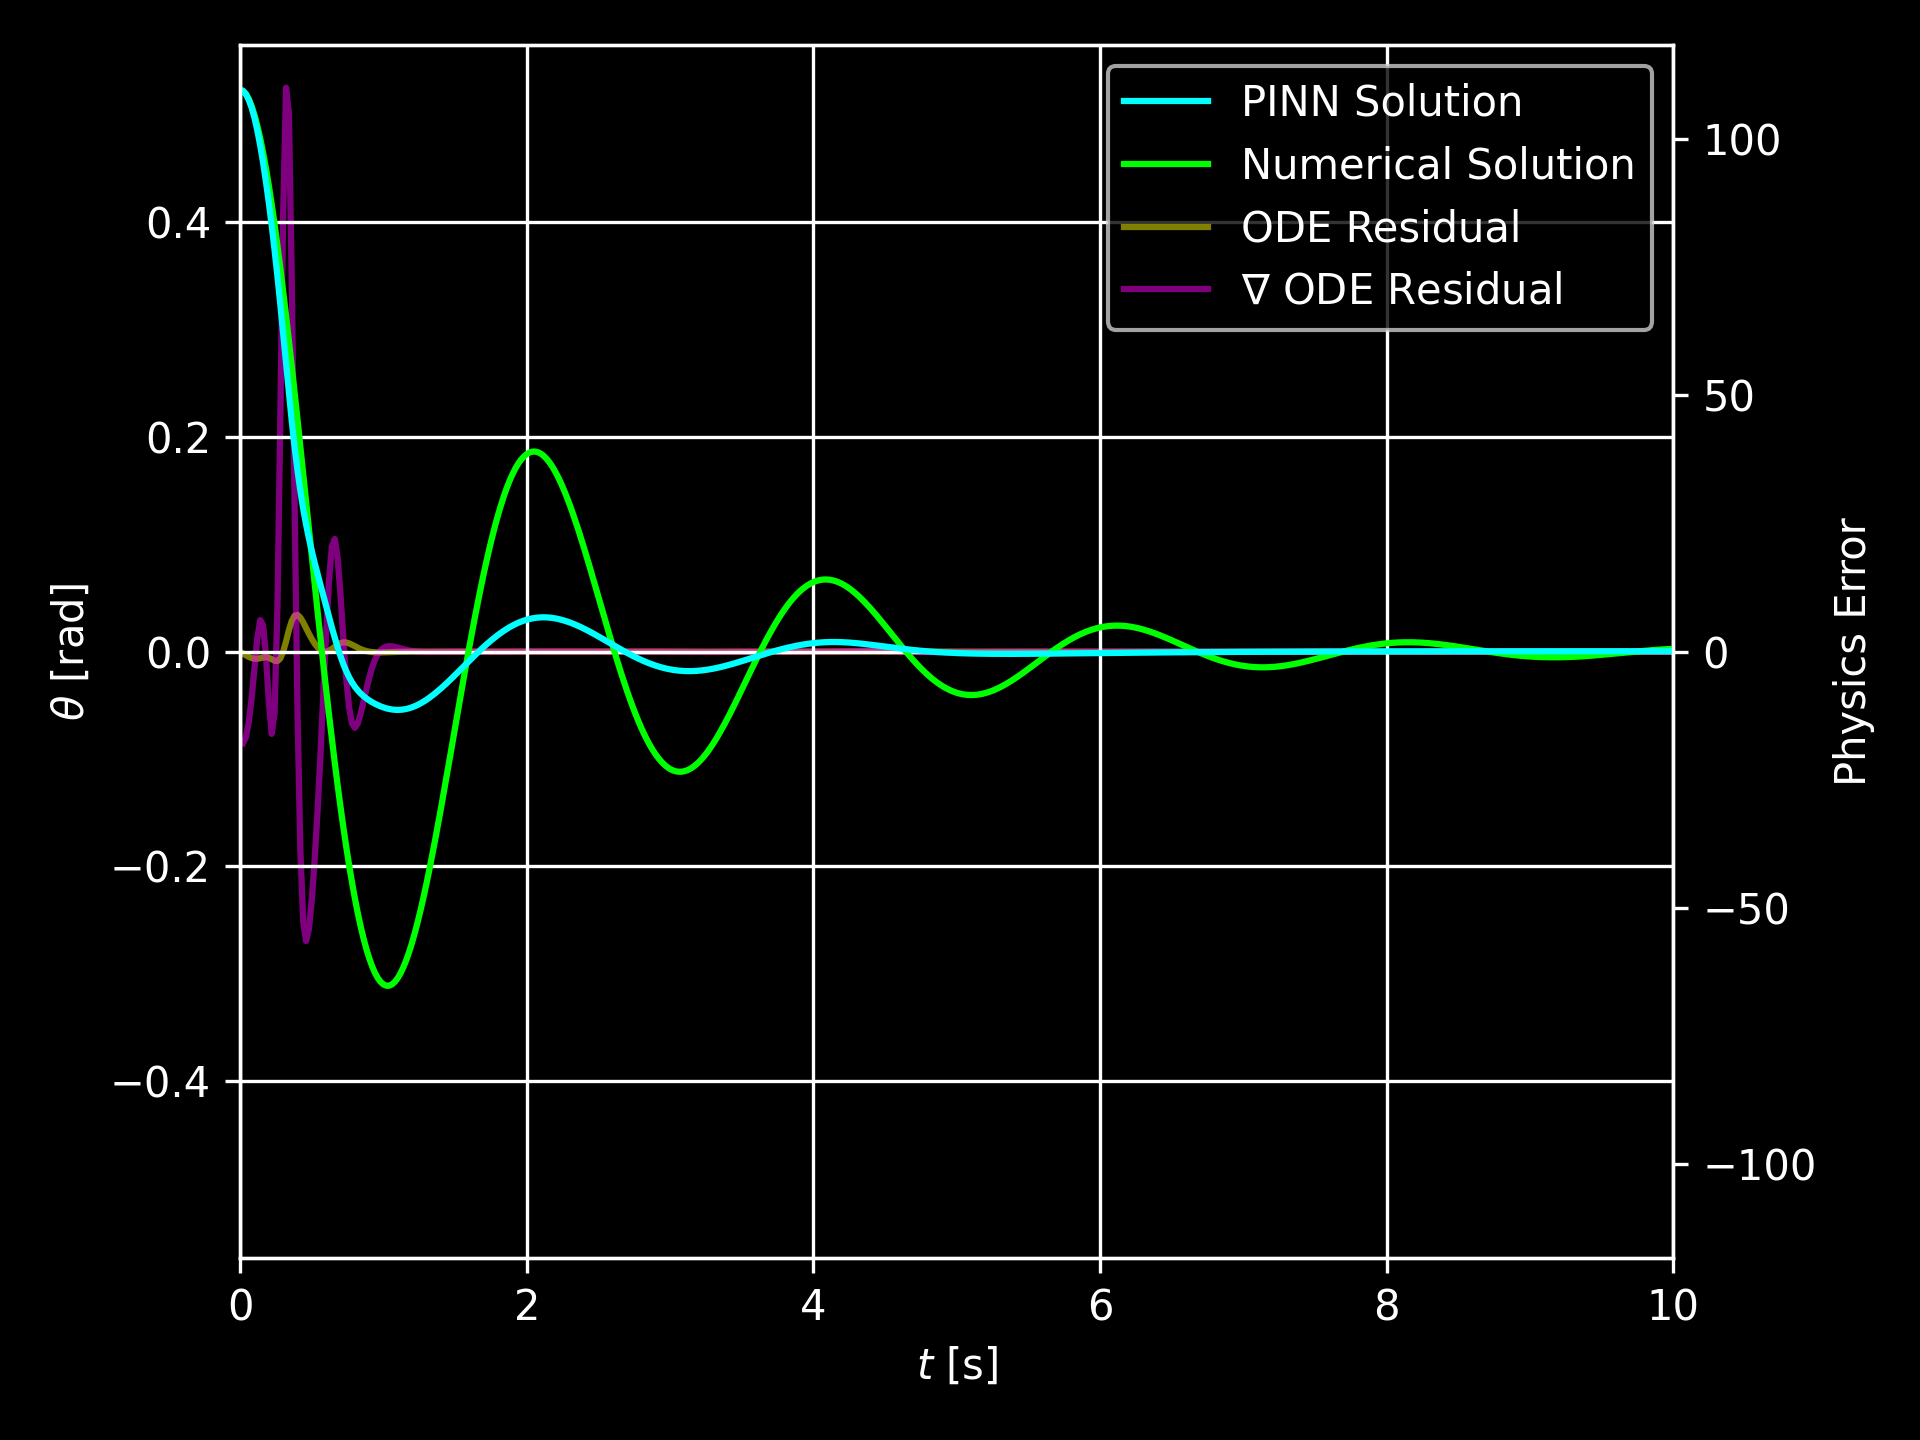 PINN Solution
Numerical Solution
ODE Residual
∇ ODE Residual
θ [rad]
0.4
0.2
0.0
−0.2
−0.4
100
50
0
−50
−100
Physics Error
0 2 4 6 8 10
t [s]